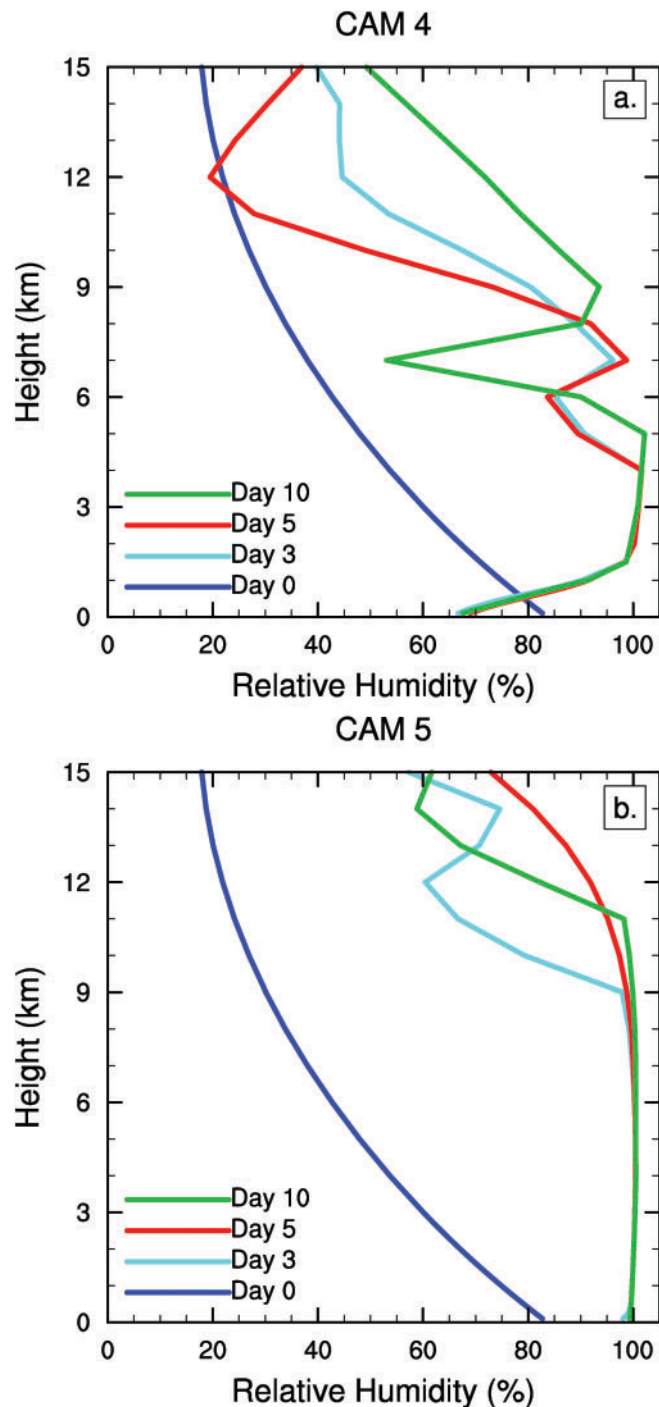 CAM 4
15
a.
12
9
6
3
0
Height (km)
Day 10
Day 5
Day 3
Day 0
0 20 40 60 80 100
Relative Humidity (%)
CAM 5
15
b.
12
9
6
3
0
Height (km)
Day 10
Day 5
Day 3
Day 0
0 20 40 60 80 100
Relative Humidity (%)